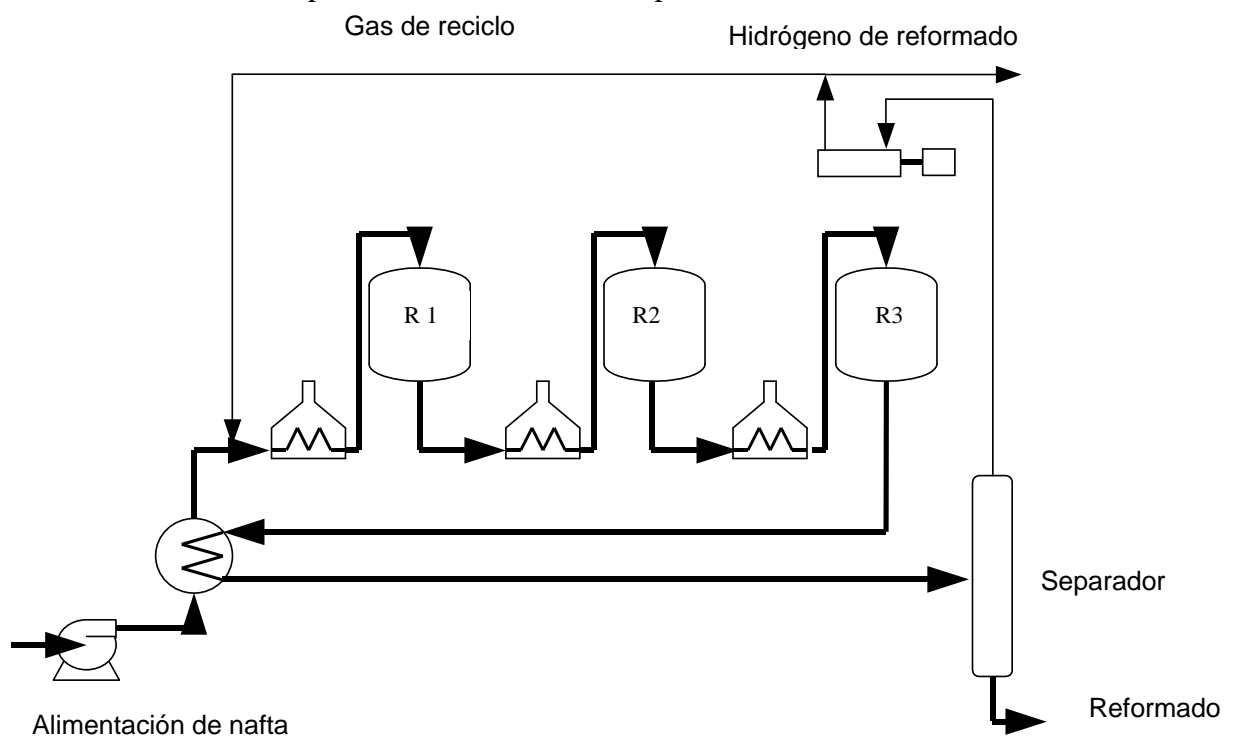 Gas de reciclo
Hidrógeno de reformado
R 1
R2
R3
Separador
Reformado
Alimentación de nafta